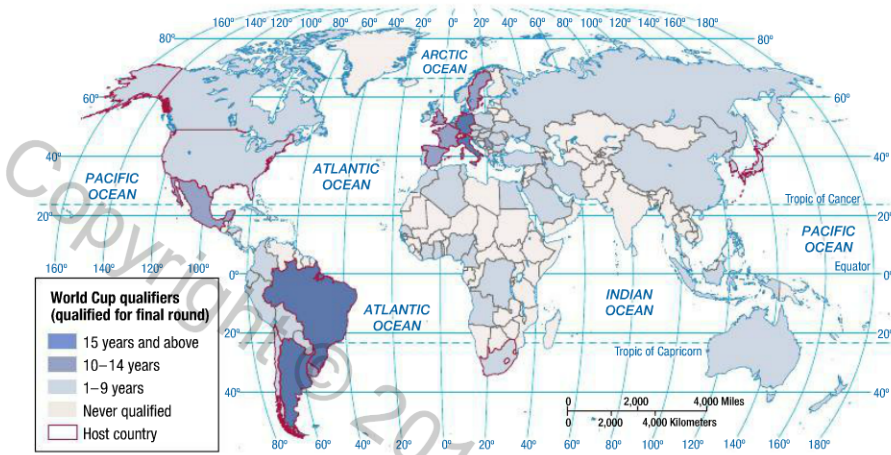 160° 140° 120° 100° 80° 60° 40° 20° 0° 20° 40° 60° 80° 100° 120° 140° 160°
80° 80°
ARCTIC
OCEAN
60° 60°
40° 40°
PACIFIC
OCEAN
ATLANTIC
OCEAN
Tropic of Cancer
20° 20°
PACIFIC
OCEAN
160° 140° 120° 100°
Equator
0° 0° 0°
World Cup qualifiers
(qualified for final round)
15 years and above
10–14 years
1–9 years
Never qualified
Host country
ATLANTIC
OCEAN
INDIAN
OCEAN
20° 20°
Tropic of Capricorn
40° 40°
0 2,000 4,000 Miles
0 2,000 4,000 Kilometers
80° 60° 40° 20° 0° 20° 40° 60° 80° 100° 120° 140° 160° 180°
Copyright © 201